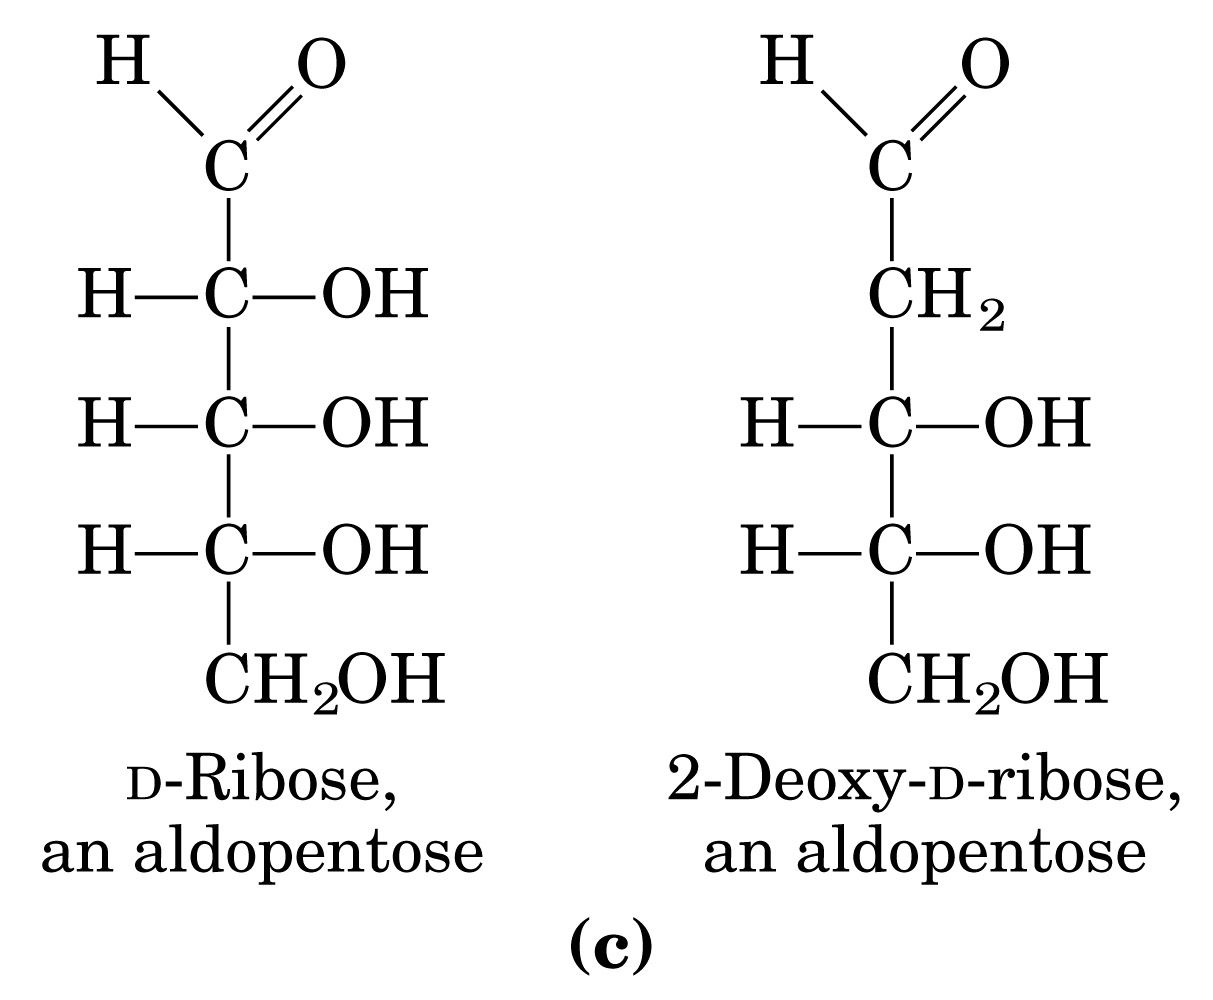 H O H O
C C
H—C—OH CH₂
H—C—OH H—C—OH
H—C—OH H—C—OH
CH₂OH CH₂OH
D-Ribose, 2-Deoxy-D-ribose,
an aldopentose an aldopentose
(c)